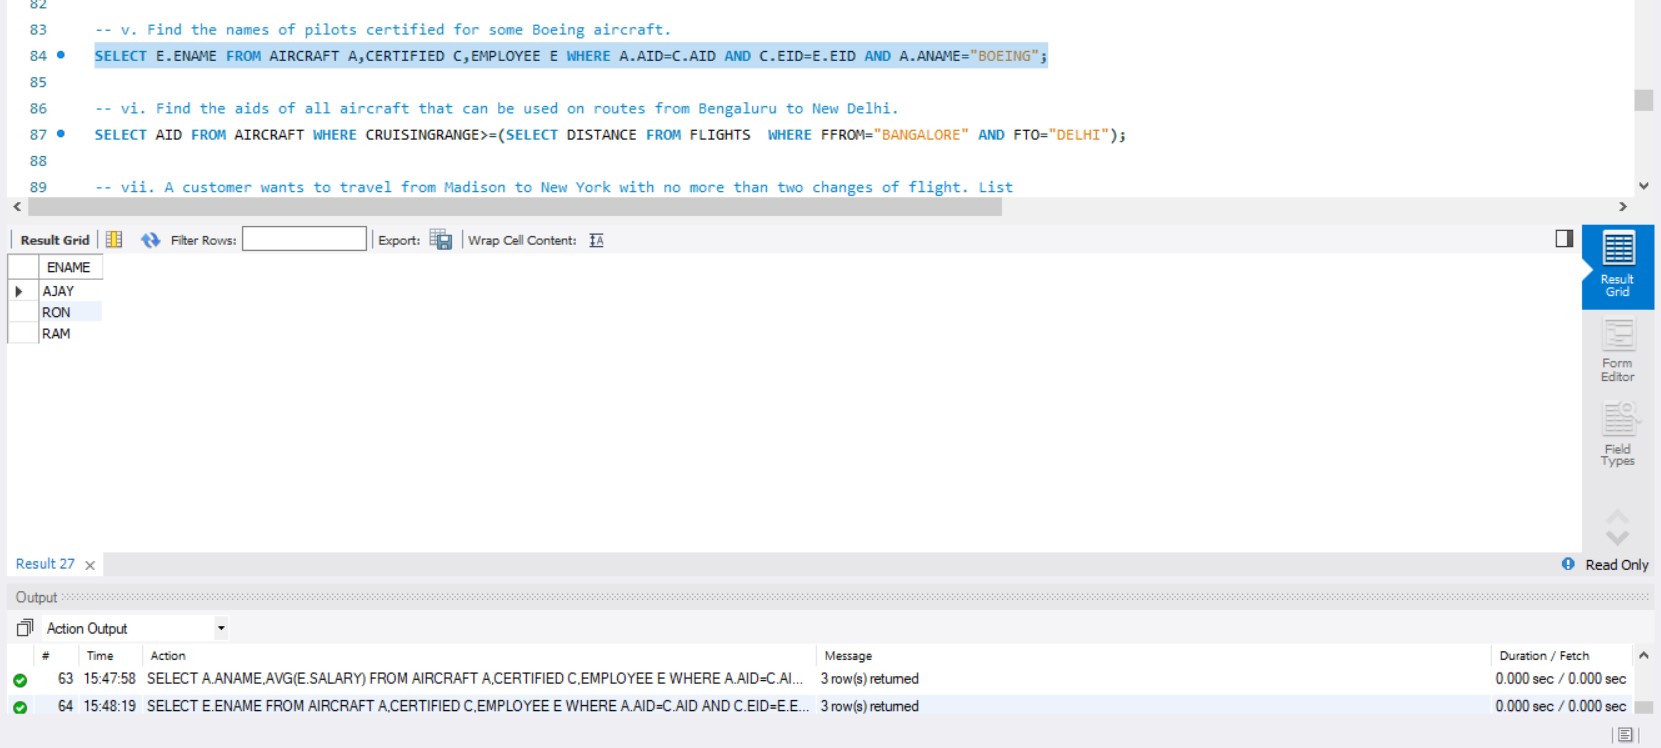 82
83 -- v. Find the names of pilots certified for some Boeing aircraft.
84 SELECT E.ENAME FROM AIRCRAFT A,CERTIFIED C,EMPLOYEE E WHERE A.AID=C.AID AND C.EID=E.EID AND A.ANAME="BOEING";
85
86 -- vi. Find the aids of all aircraft that can be used on routes from Bengaluru to New Delhi.
87 SELECT AID FROM AIRCRAFT WHERE CRUISINGRANGE>=(SELECT DISTANCE FROM FLIGHTS  WHERE FFROM="BANGALORE" AND FTO="DELHI");
88
89 -- vii. A customer wants to travel from Madison to New York with no more than two changes of flight. List
Result Grid Filter Rows: Export: Wrap Cell Content: IA
ENAME
AJAY
RON
RAM
Result
Grid
Form
Editor
Field
Types
Result 27 × Read Only
Output
Action Output
# Time Action Message Duration / Fetch
63 15:47:58 SELECT A.ANAME,AVG(E.SALARY) FROM AIRCRAFT A,CERTIFIED C,EMPLOYEE E WHERE A.AID=C.AI... 3 row(s) returned 0.000 sec / 0.000 sec
64 15:48:19 SELECT E.ENAME FROM AIRCRAFT A,CERTIFIED C,EMPLOYEE E WHERE A.AID=C.AID AND C.EID=E.E... 3 row(s) returned 0.000 sec / 0.000 sec